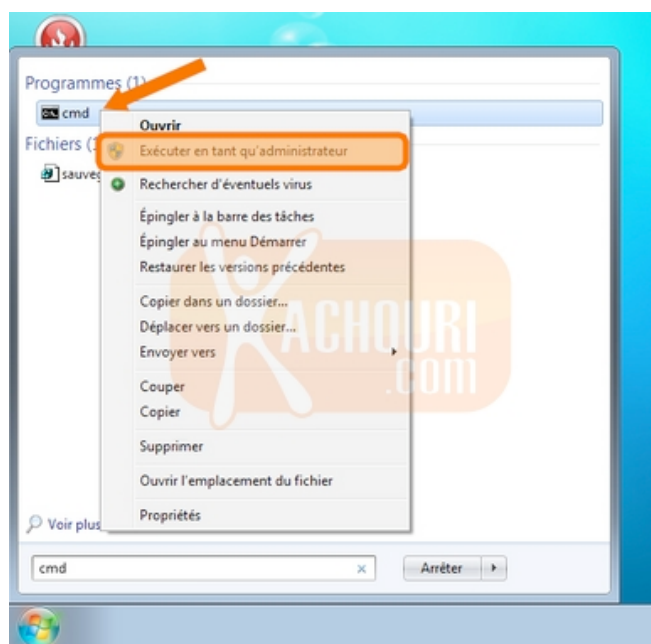 Programmes (1)
cmd
Ouvrir
Fichiers (
Exécuter en tant qu'administrateur
Rechercher d'éventuels virus
Épingler à la barre des tâches
Épingler au menu Démarrer
Restaurer les versions précédentes
Copier dans un dossier...
Déplacer vers un dossier...
Envoyer vers
Couper
Copier
Supprimer
Ouvrir l'emplacement du fichier
Propriétés
KACHOURI
.com
Voir plus
cmd
Arrêter